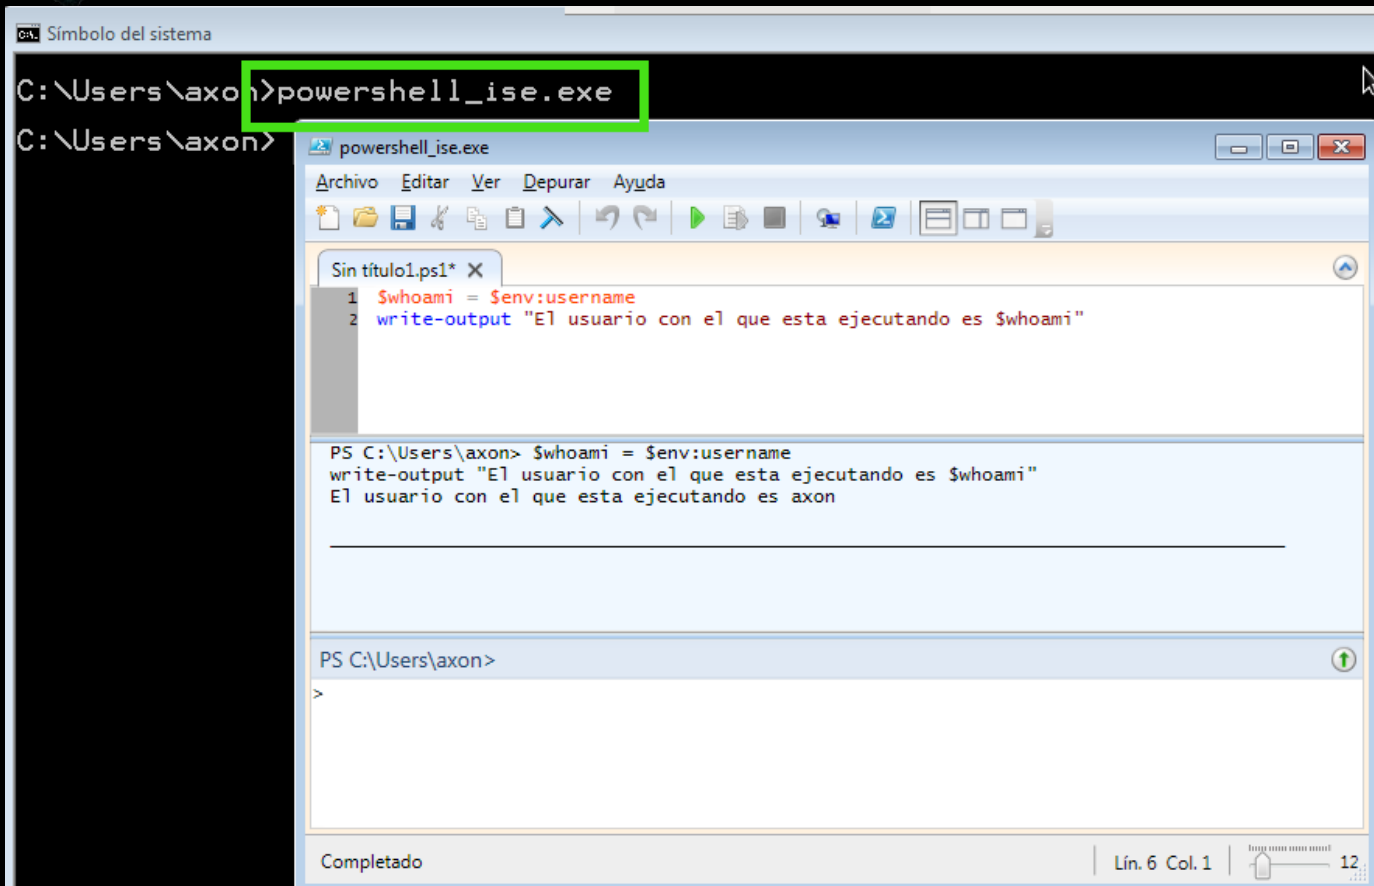 Símbolo del sistema
C:\Users\axon>powershell_ise.exe
C:\Users\axon>
powershell_ise.exe
Archivo Editar Ver Depurar Ayuda
Sin título1.ps1*
1 $whoami = $env:username
2 write-output "El usuario con el que esta ejecutando es $whoami"
PS C:\Users\axon> $whoami = $env:username
write-output "El usuario con el que esta ejecutando es $whoami"
El usuario con el que esta ejecutando es axon
PS C:\Users\axon>
>
Completado Lín. 6 Col. 1 12